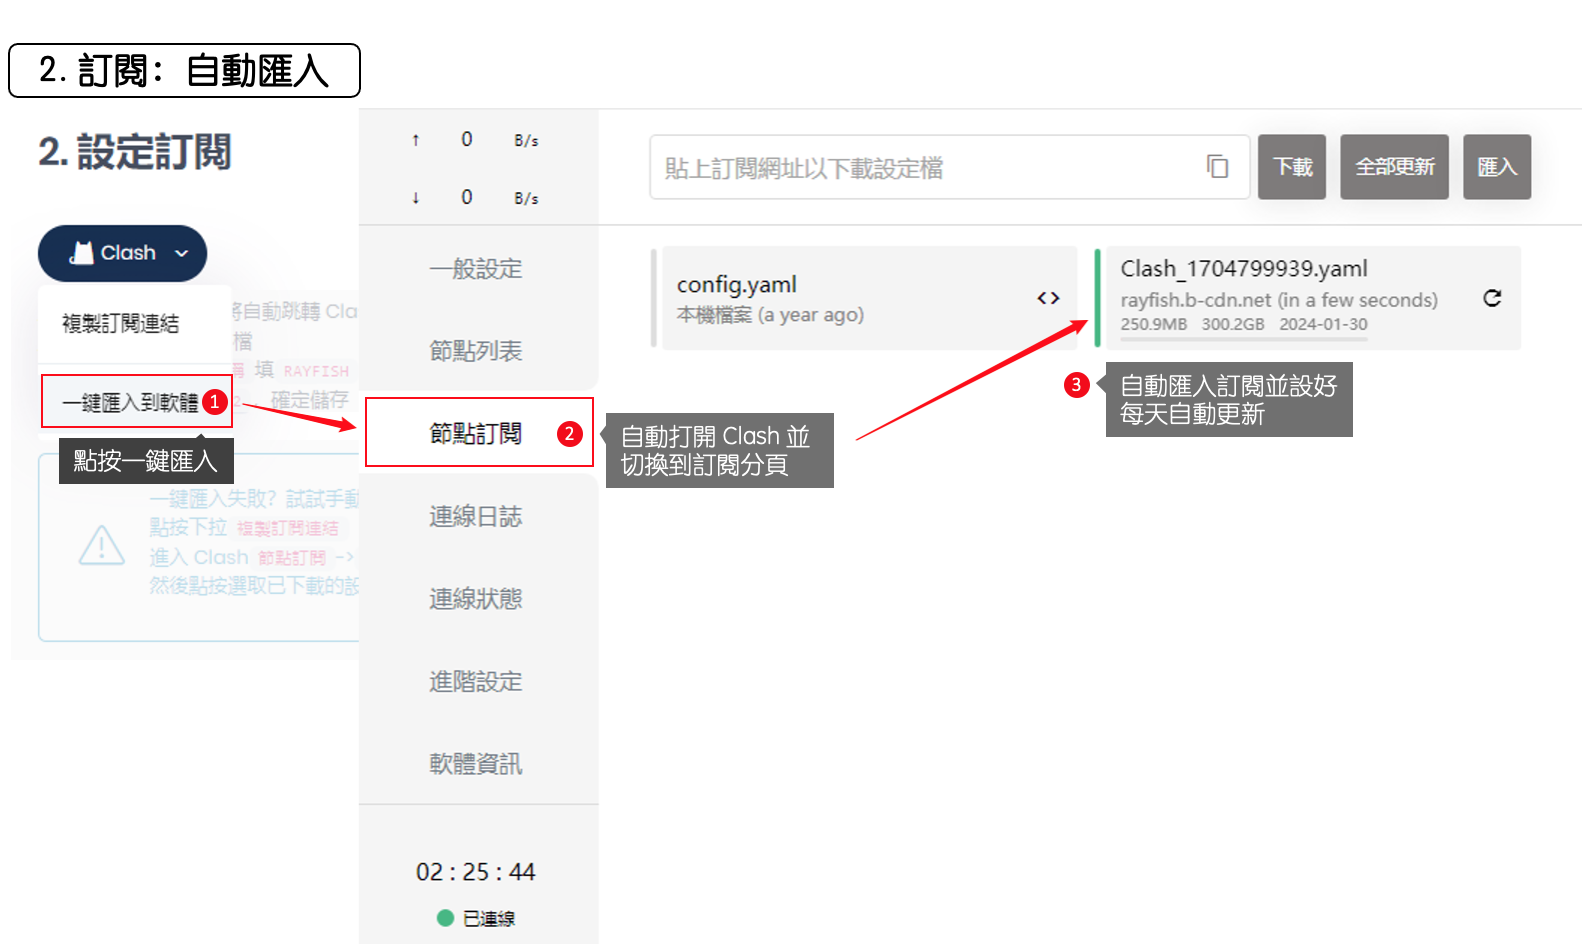 2. 訂閱：自動匯入
2. 設定訂閱
Clash
複製訂閱連結
將自動跳轉 Cla
檔
填 RAYFISH
一鍵匯入到軟體 1
確定儲存
點按一鍵匯入
一鍵匯入失敗？試試手動
點按下拉 複製訂閱連結
進入 Clash 節點訂閱 ->
然後點按選取已下載的設
↑ 0 B/s
↓ 0 B/s
一般設定
節點列表
節點訂閱 2
連線日誌
連線狀態
進階設定
軟體資訊
02 : 25 : 44
已連線
自動打開 Clash 並
切換到訂閱分頁
貼上訂閱網址以下載設定檔
下載
全部更新
匯入
config.yaml
本機檔案 (a year ago)
<>
Clash_1704799939.yaml
rayfish.b-cdn.net (in a few seconds)
250.9MB 300.2GB 2024-01-30
3
自動匯入訂閱並設好
每天自動更新